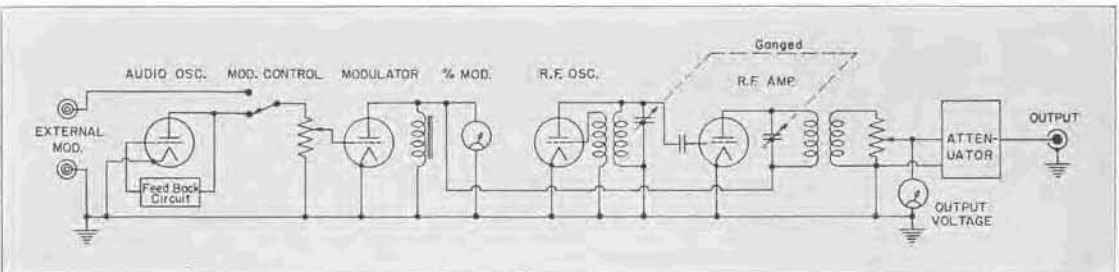 Ganged
AUDIO OSC.
MOD. CONTROL
MODULATOR
% MOD.
R.F. OSC.
R.F. AMP.
EXTERNAL
MOD.
Feed Back
Circuit
ATTEN-
UATOR
OUTPUT
OUTPUT
VOLTAGE